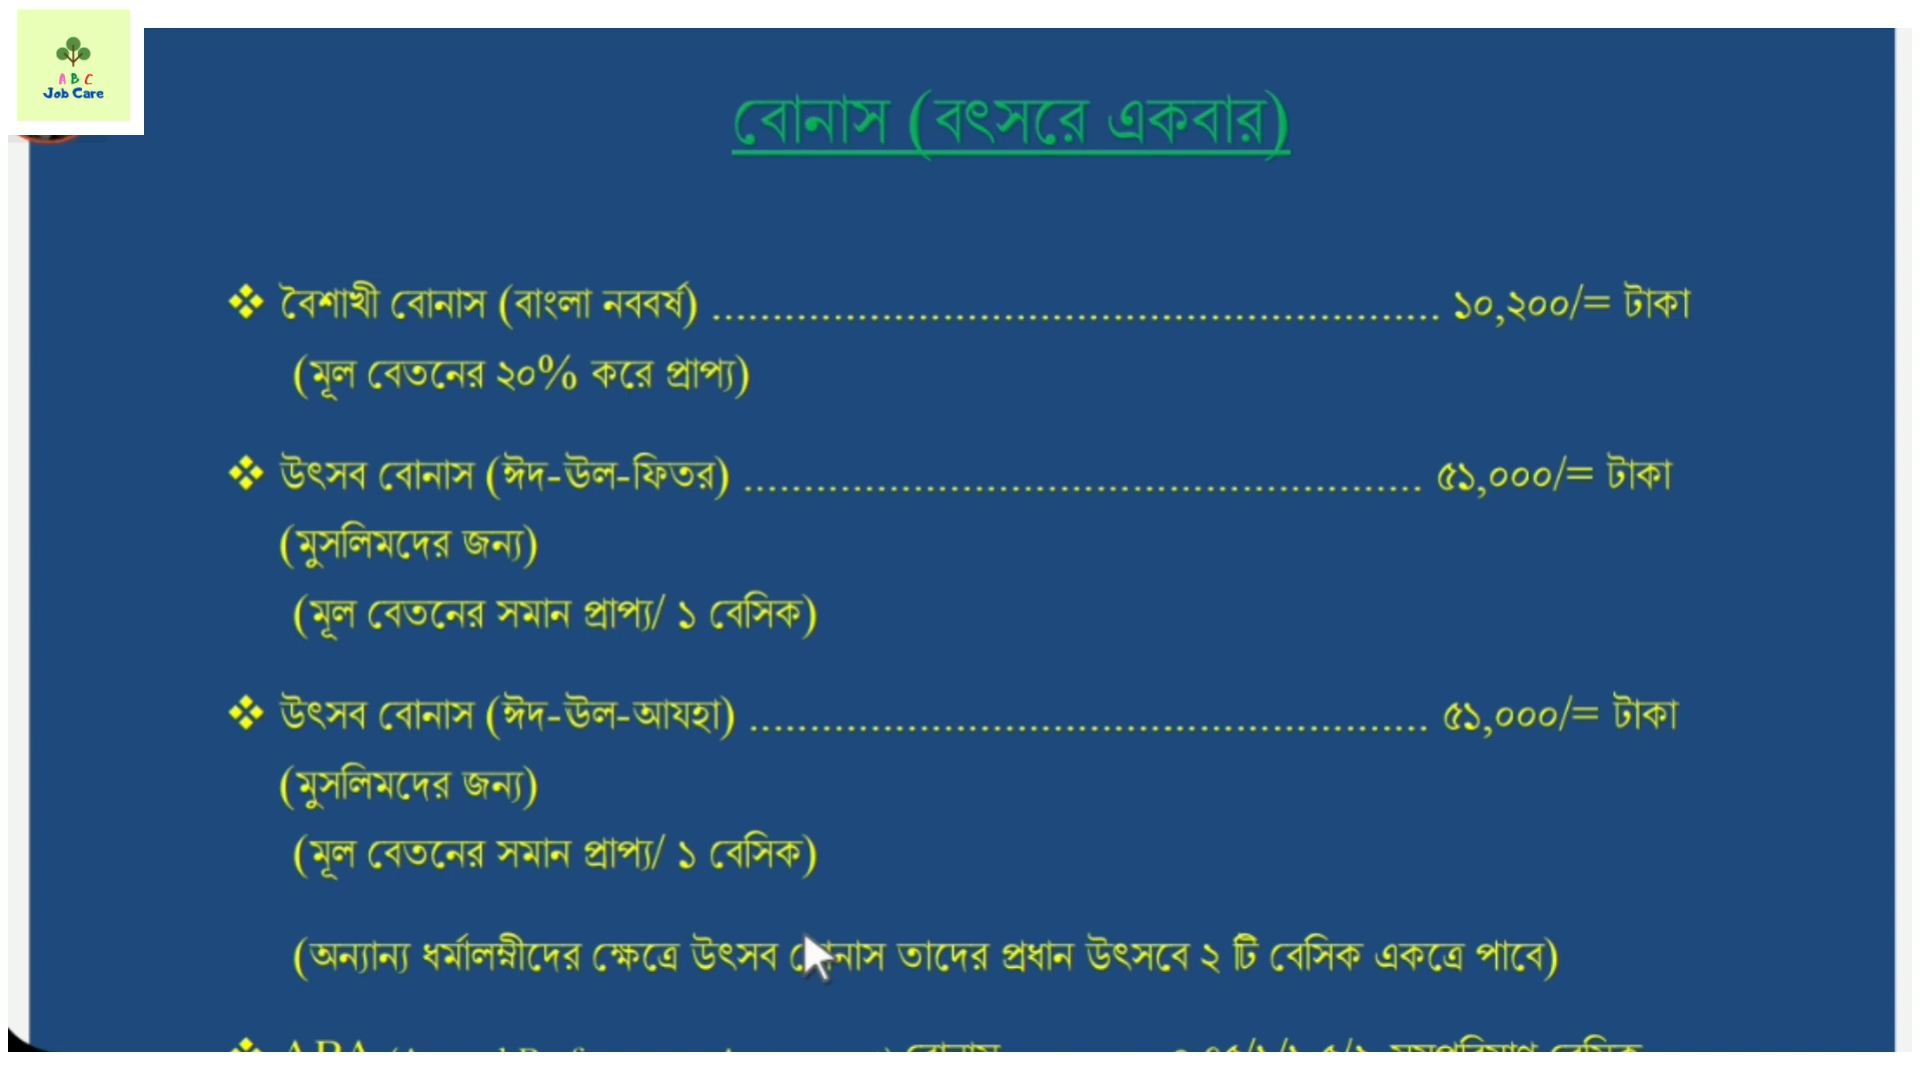 A B C
Job Care
বোনাস (বৎসরে একবার)
❖ বৈশাখী বোনাস (বাংলা নববর্ষ) ............................................................ ১০,২০০/= টাকা
(মূল বেতনের ২০% করে প্রাপ্য)
❖ উৎসব বোনাস (ঈদ-উল-ফিতর) ........................................................ ৫১,০০০/= টাকা
(মুসলিমদের জন্য)
(মূল বেতনের সমান প্রাপ্য/ ১ বেসিক)
❖ উৎসব বোনাস (ঈদ-উল-আযহা) ........................................................ ৫১,০০০/= টাকা
(মুসলিমদের জন্য)
(মূল বেতনের সমান প্রাপ্য/ ১ বেসিক)
(অন্যান্য ধর্মালম্বীদের ক্ষেত্রে উৎসব বোনাস তাদের প্রধান উৎসবে ২ টি বেসিক একত্রে পাবে)